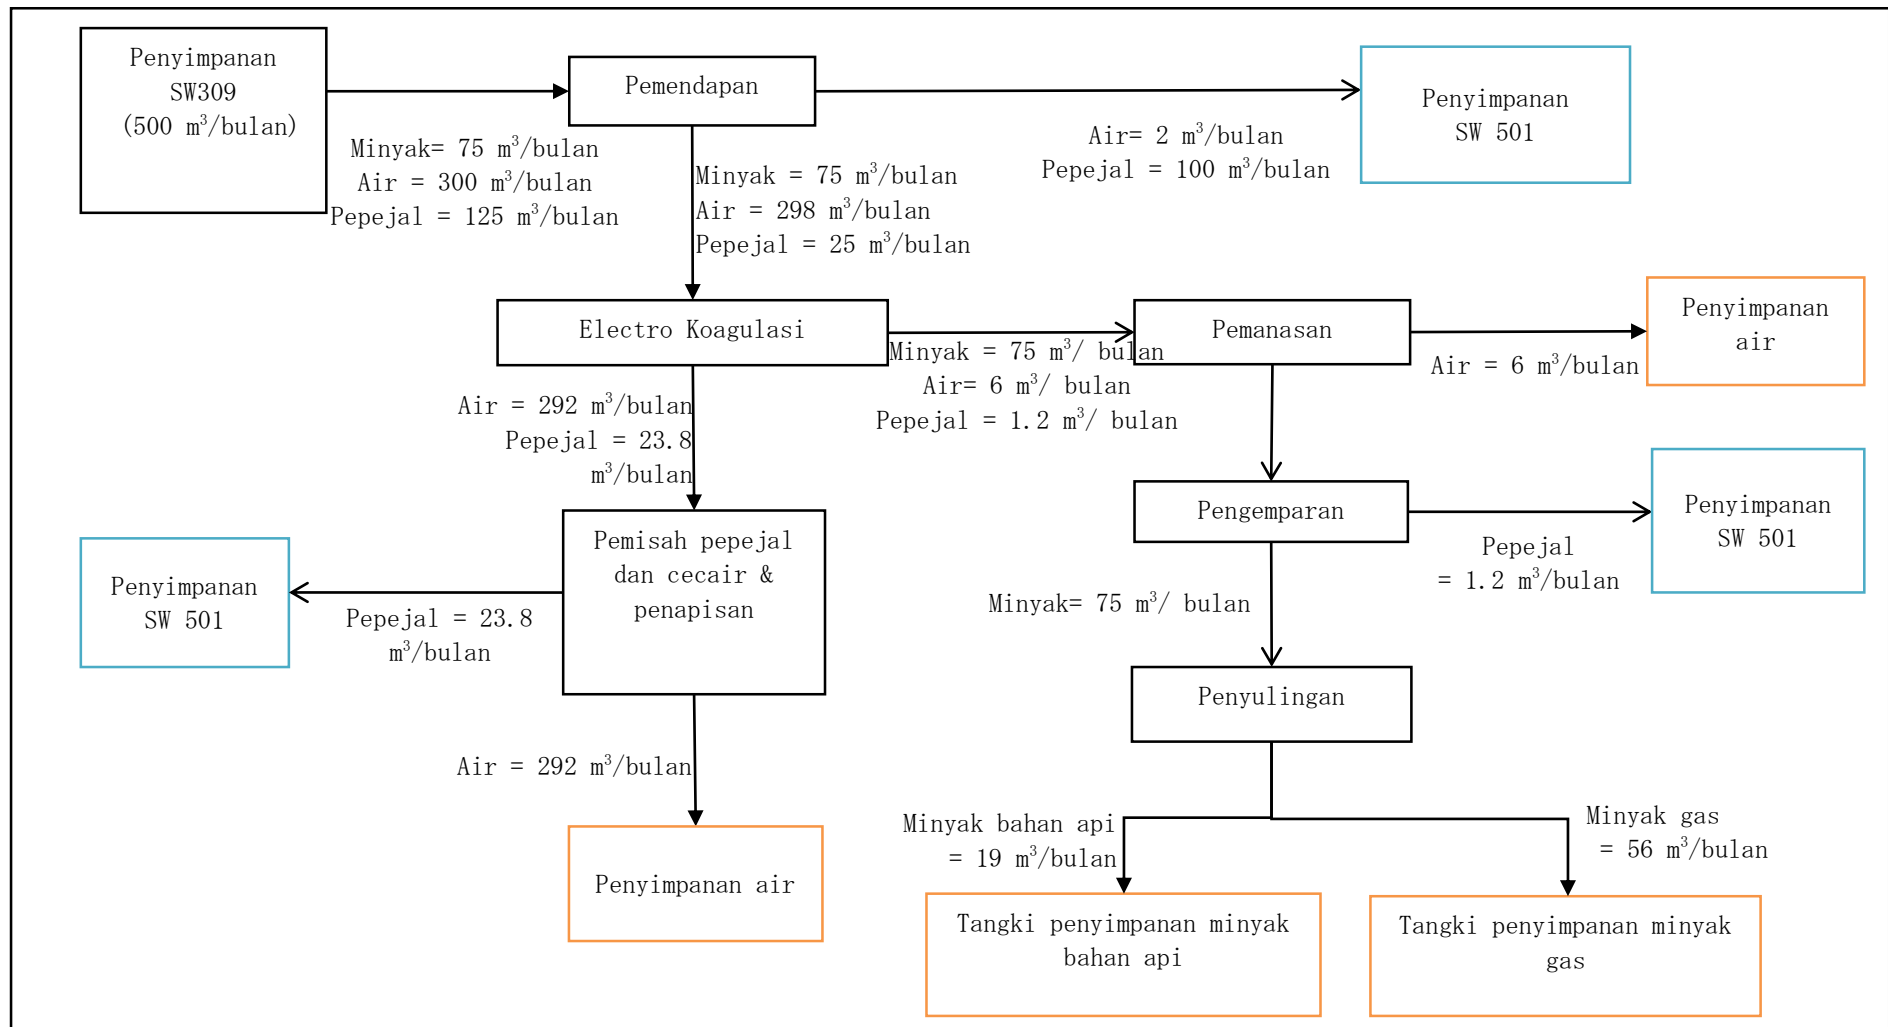 Penyimpanan
SW309
(500 m³/bulan)
Pemendapan
Penyimpanan
SW 501
Minyak= 75 m³/bulan
Air = 300 m³/bulan
Pepejal = 125 m³/bulan
Minyak = 75 m³/bulan
Air = 298 m³/bulan
Pepejal = 25 m³/bulan
Air= 2 m³/bulan
Pepejal = 100 m³/bulan
Electro Koagulasi
Pemanasan
Penyimpanan
air
Minyak = 75 m³/ bulan
Air= 6 m³/ bulan
Pepejal = 1.2 m³/ bulan
Air = 6 m³/bulan
Air = 292 m³/bulan
Pepejal = 23.8
m³/bulan
Pengemparan
Penyimpanan
SW 501
Pepejal
= 1.2 m³/bulan
Pemisah pepejal
dan cecair &
penapisan
Penyimpanan
SW 501
Pepejal = 23.8
m³/bulan
Minyak= 75 m³/ bulan
Penyulingan
Air = 292 m³/bulan
Minyak bahan api
= 19 m³/bulan
Minyak gas
= 56 m³/bulan
Penyimpanan air
Tangki penyimpanan minyak
bahan api
Tangki penyimpanan minyak
gas